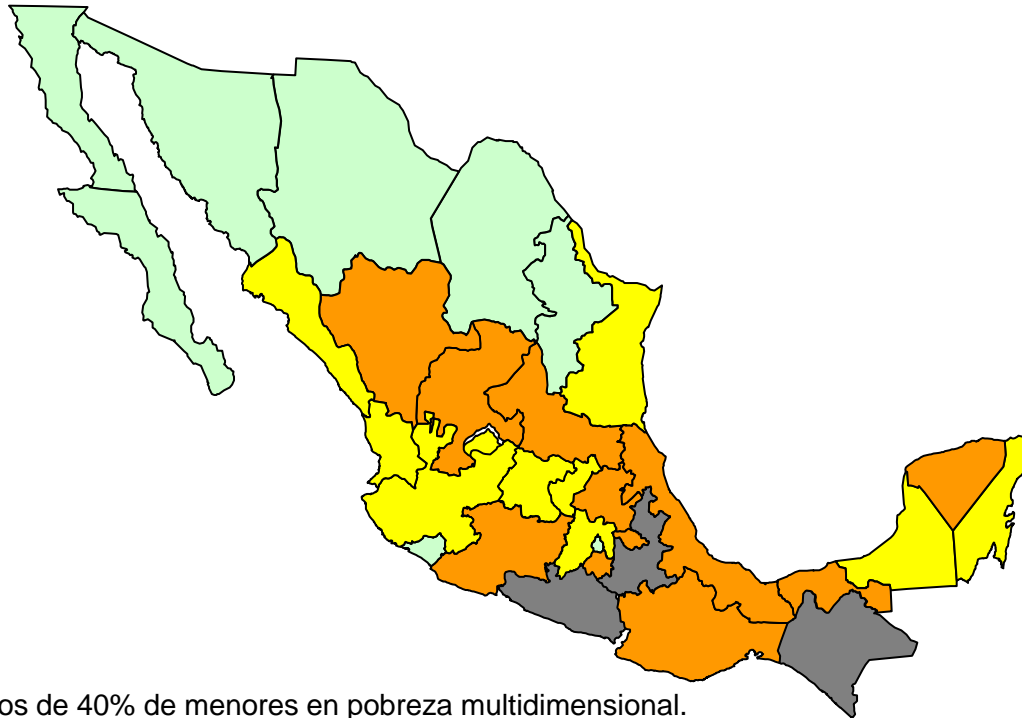 os de 40% de menores en pobreza multidimensional.